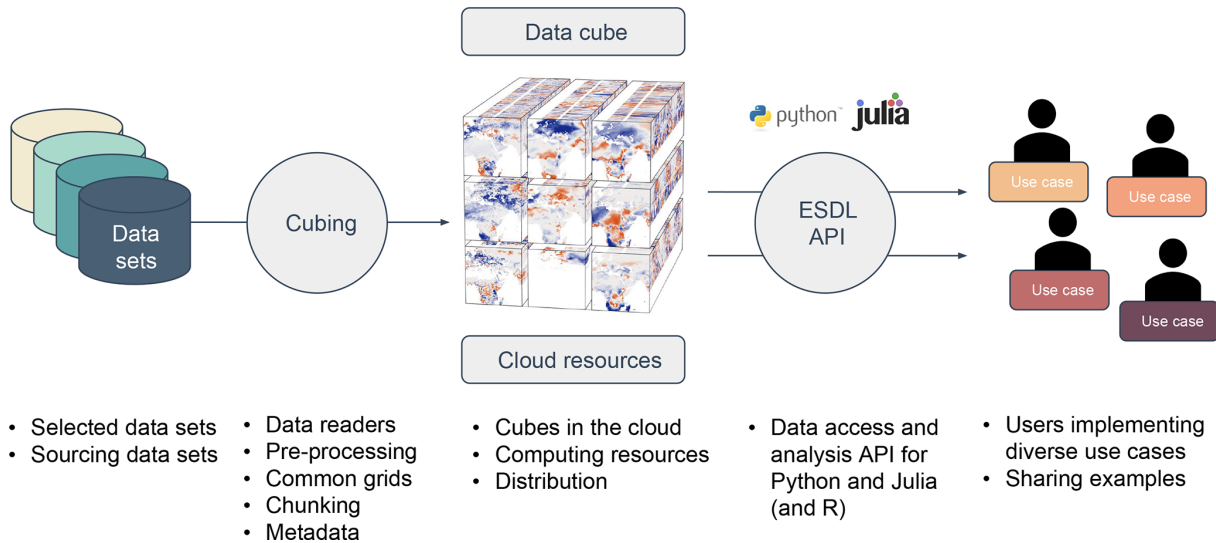 Data cube
python™
julia
Data
sets
Cubing
ESDL
API
Use case
Use case
Use case
Use case
Cloud resources
• Selected data sets
• Sourcing data sets
• Data readers
• Pre-processing
• Common grids
• Chunking
• Metadata
• Cubes in the cloud
• Computing resources
• Distribution
• Data access and
analysis API for
Python and Julia
(and R)
• Users implementing
diverse use cases
• Sharing examples